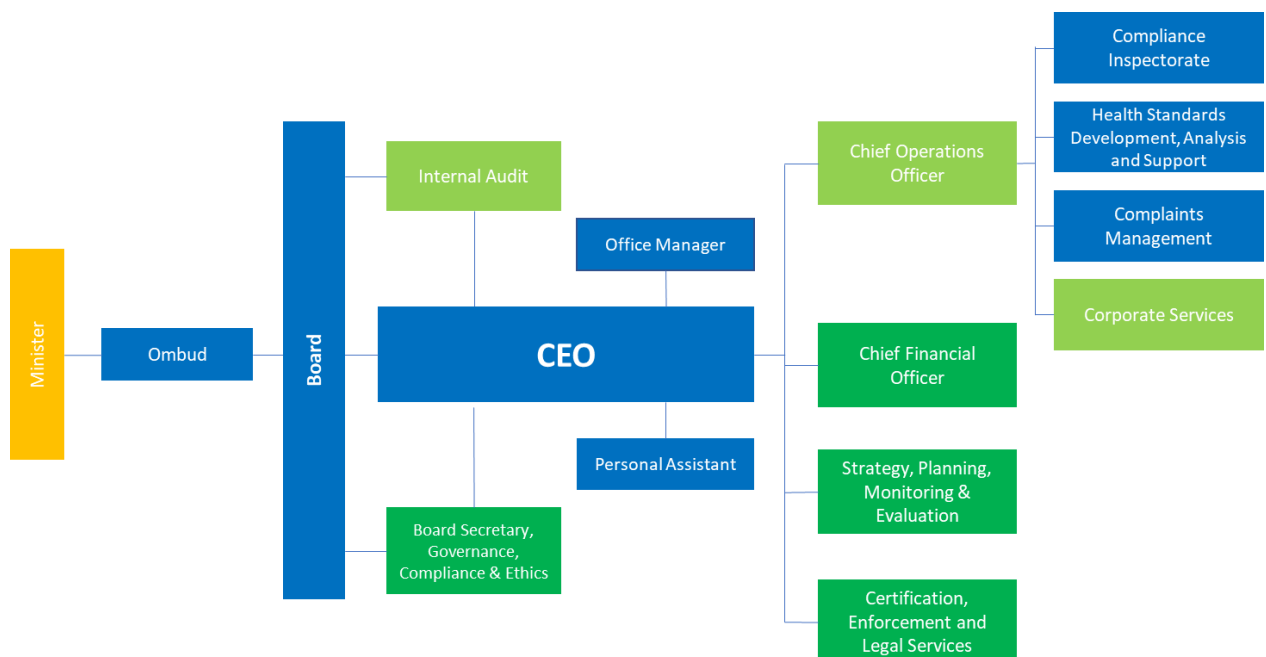 Minister
Ombud
Board
Internal Audit
Office Manager
CEO
Personal Assistant
Board Secretary,
Governance,
Compliance & Ethics
Chief Operations
Officer
Chief Financial
Officer
Strategy, Planning,
Monitoring &
Evaluation
Certification,
Enforcement and
Legal Services
Compliance
Inspectorate
Health Standards
Development, Analysis
and Support
Complaints
Management
Corporate Services